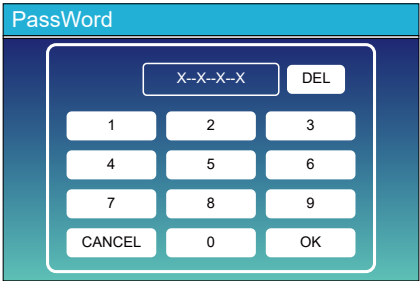 PassWord
X--X--X--X DEL
1 2 3
4 5 6
7 8 9
CANCEL 0 OK